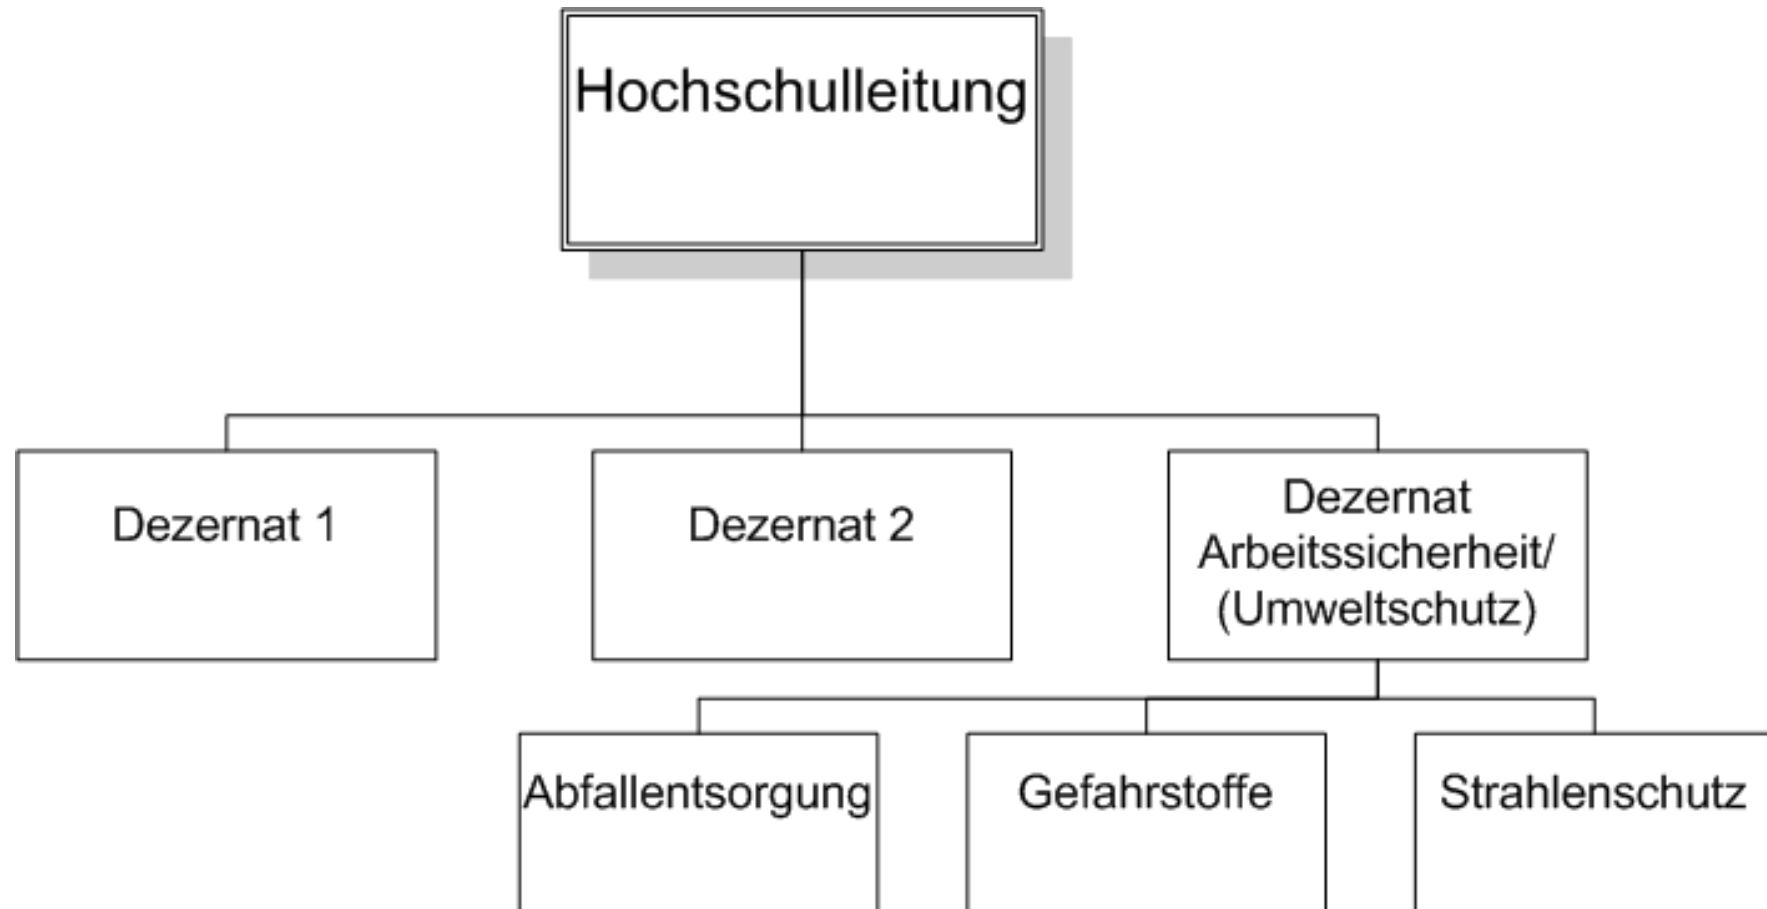 Hochschulleitung
Dezernat 1
Dezernat 2
Dezernat
Arbeitssicherheit/
(Umweltschutz)
Abfallentsorgung
Gefahrstoffe
Strahlenschutz